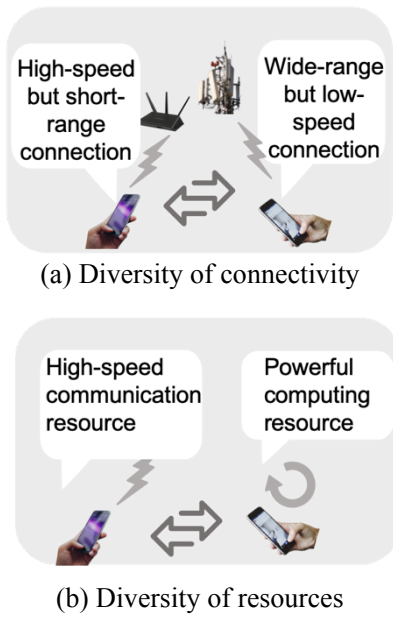 High-speed
but short-
range
connection
Wide-range
but low-
speed
connection
(a) Diversity of connectivity
High-speed
communication
resource
Powerful
computing
resource
(b) Diversity of resources